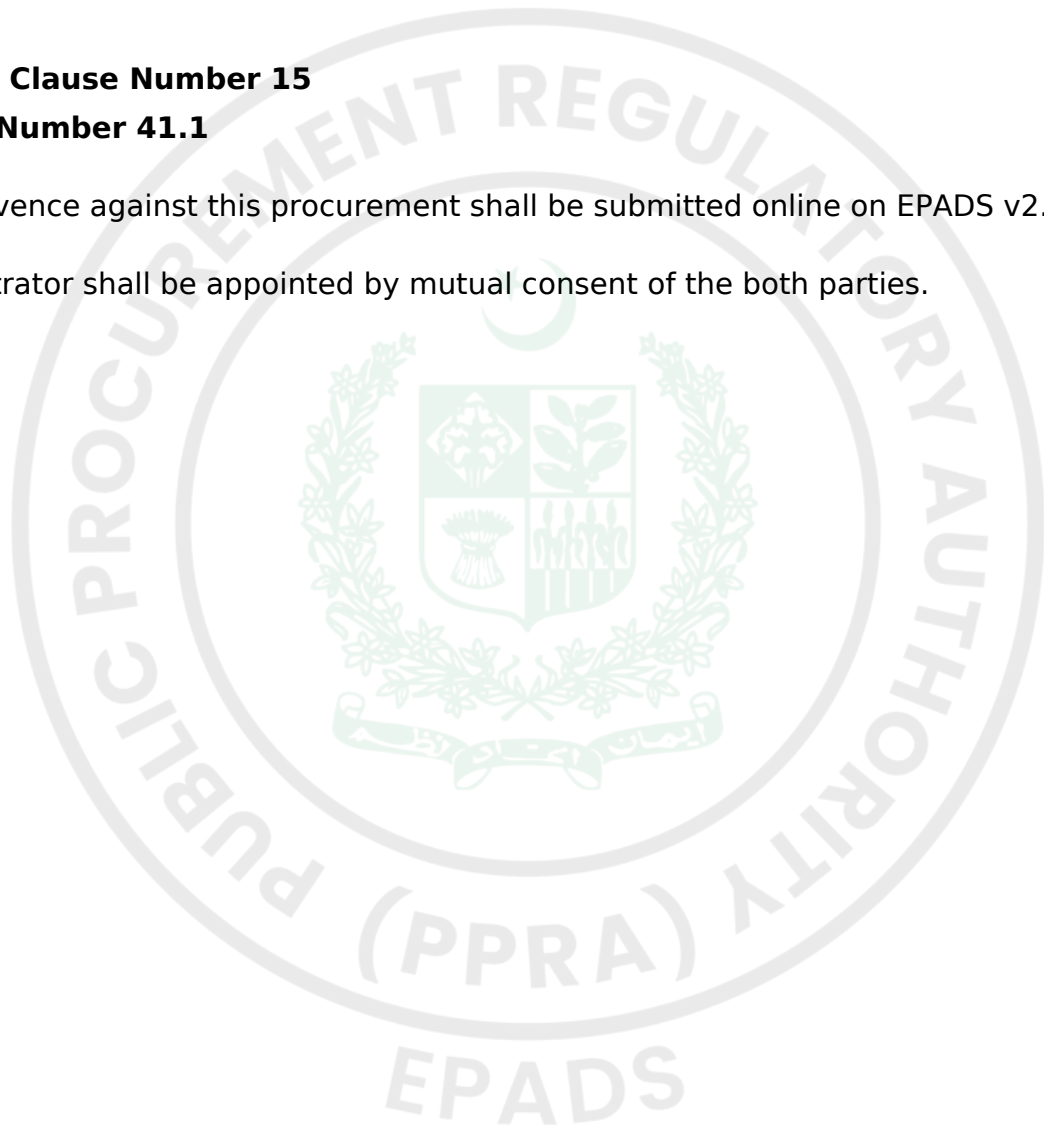 Clause Number 15
Number 41.1
vence against this procurement shall be submitted online on EPADS v2.
trator shall be appointed by mutual consent of the both parties.
PUBLIC PROCUREMENT REGULATORY AUTHORITY
(PPRA)
EPADS